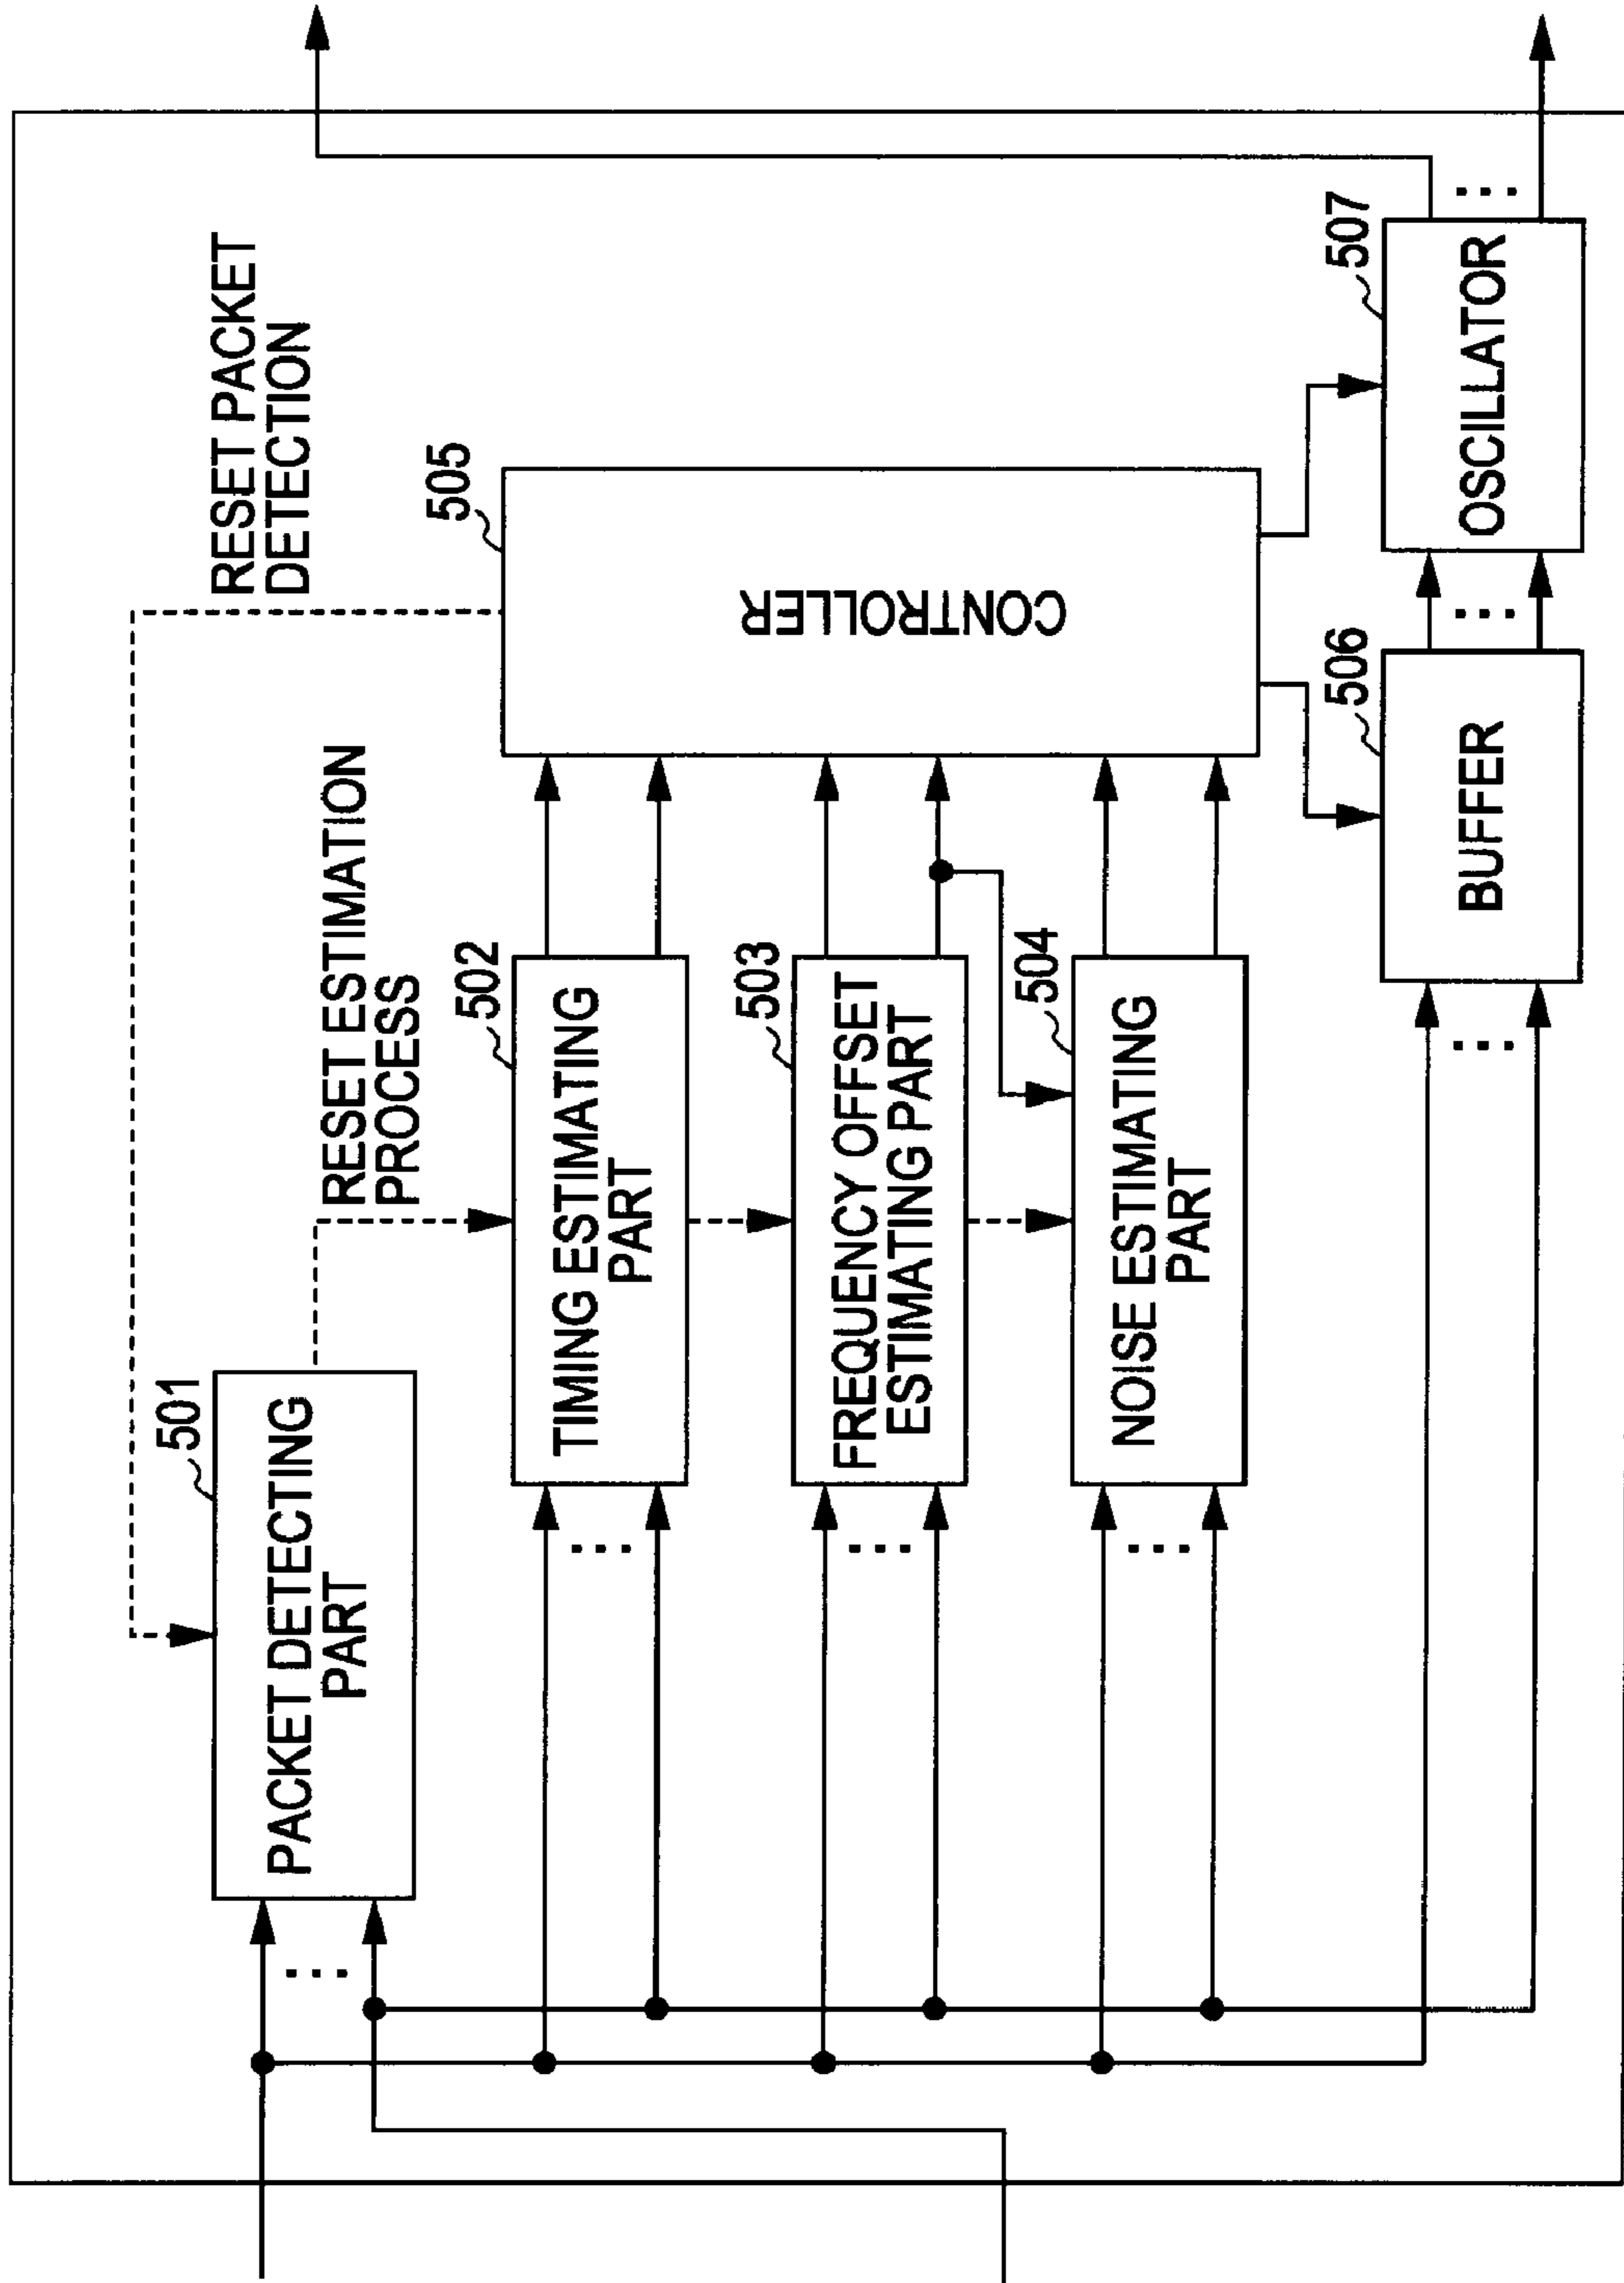 RESET PACKET
DETECTION
501
PACKET DETECTING
PART
RESET ESTIMATION
PROCESS
502
TIMING ESTIMATING
PART
505
CONTROLLER
503
FREQUENCY OFFSET
ESTIMATING PART
504
NOISE ESTIMATING
PART
506
BUFFER
507
OSCILLATOR